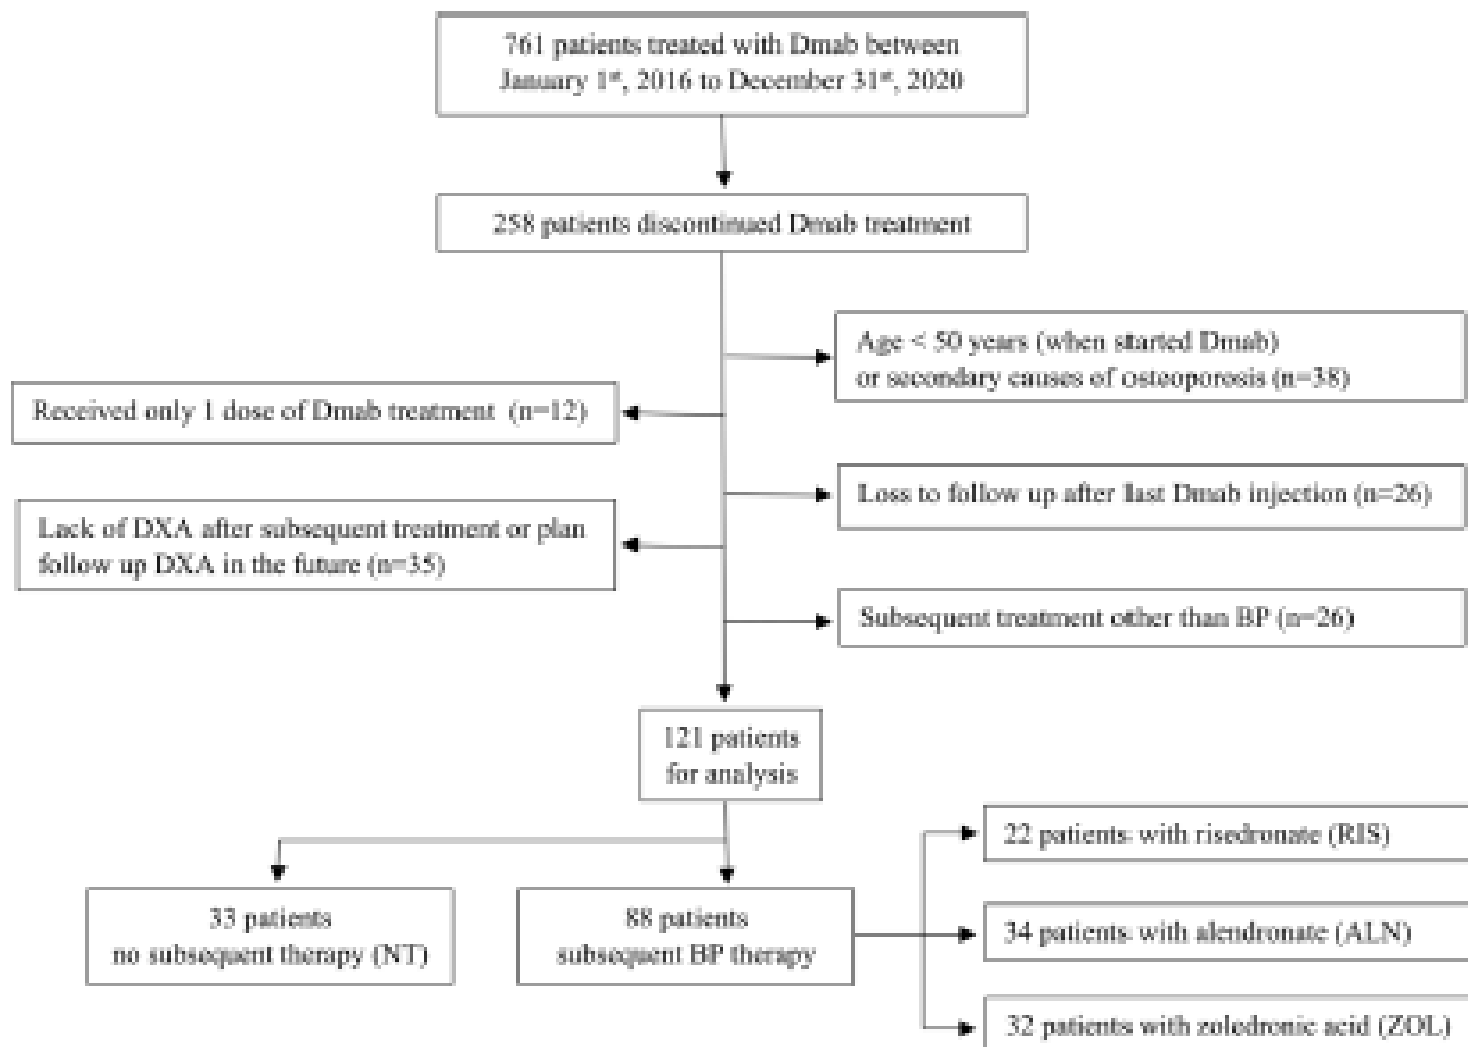 761 patients treated with Dmab between
January 1st, 2016 to December 31st, 2020
258 patients discontinued Dmab treatment
Age < 50 years (when started Dmab)
or secondary causes of osteoporosis (n=38)
Received only 1 dose of Dmab treatment (n=12)
Loss to follow up after last Dmab injection (n=26)
Lack of DXA after subsequent treatment or plan
follow up DXA in the future (n=35)
Subsequent treatment other than BP (n=26)
121 patients
for analysis
33 patients
no subsequent therapy (NT)
88 patients
subsequent BP therapy
22 patients with risedronate (RIS)
34 patients with alendronate (ALN)
32 patients with zoledronic acid (ZOL)